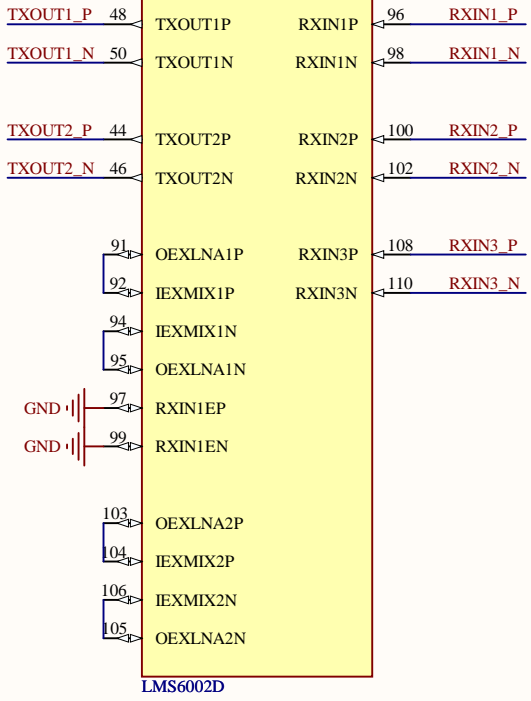 TXOUT1_P 48 TXOUT1P RXIN1P 96 RXIN1_P
TXOUT1_N 50 TXOUT1N RXIN1N 98 RXIN1_N
TXOUT2_P 44 TXOUT2P RXIN2P 100 RXIN2_P
TXOUT2_N 46 TXOUT2N RXIN2N 102 RXIN2_N
91 OEXLNA1P RXIN3P 108 RXIN3_P
92 IEXMIX1P RXIN3N 110 RXIN3_N
94 IEXMIX1N
95 OEXLNA1N
GND 97 RXIN1EP
GND 99 RXIN1EN
103 OEXLNA2P
104 IEXMIX2P
106 IEXMIX2N
105 OEXLNA2N
LMS6002D